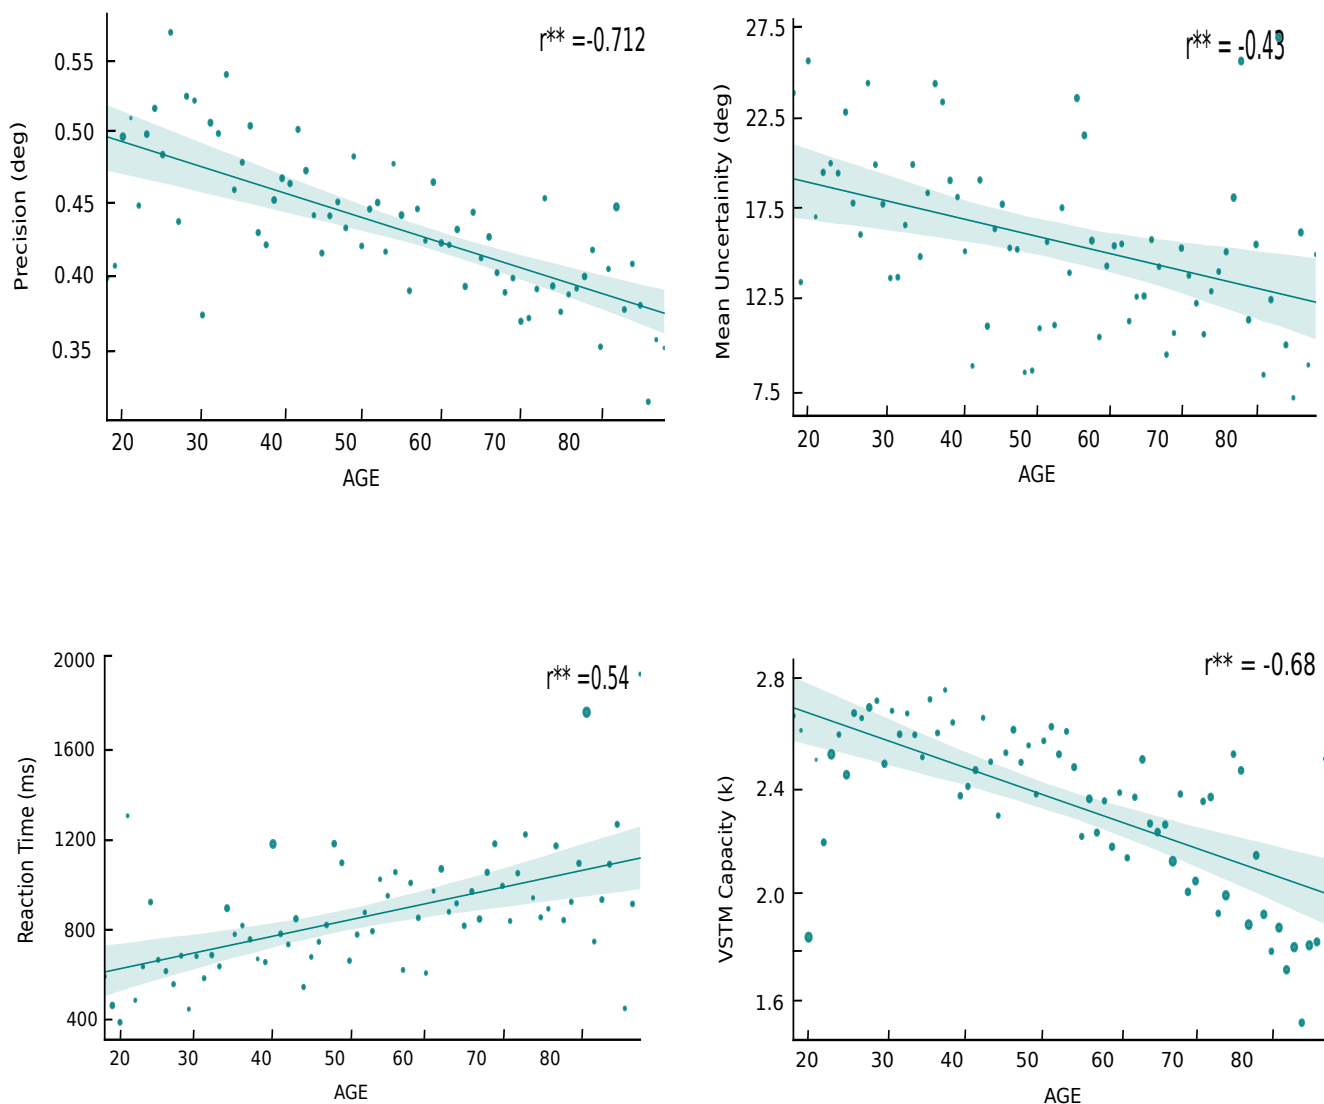 r** =-0.712
0.55
0.50
0.45
0.40
0.35
Precision (deg)
20 30 40 50 60 70 80
AGE
r** = -0.43
27.5
22.5
17.5
12.5
7.5
Mean Uncertainity (deg)
20 30 40 50 60 70 80
AGE
r** =0.54
2000
1600
1200
800
400
Reaction Time (ms)
20 30 40 50 60 70 80
AGE
r** = -0.68
2.8
2.4
2.0
1.6
VSTM Capacity (k)
20 30 40 50 60 70 80
AGE